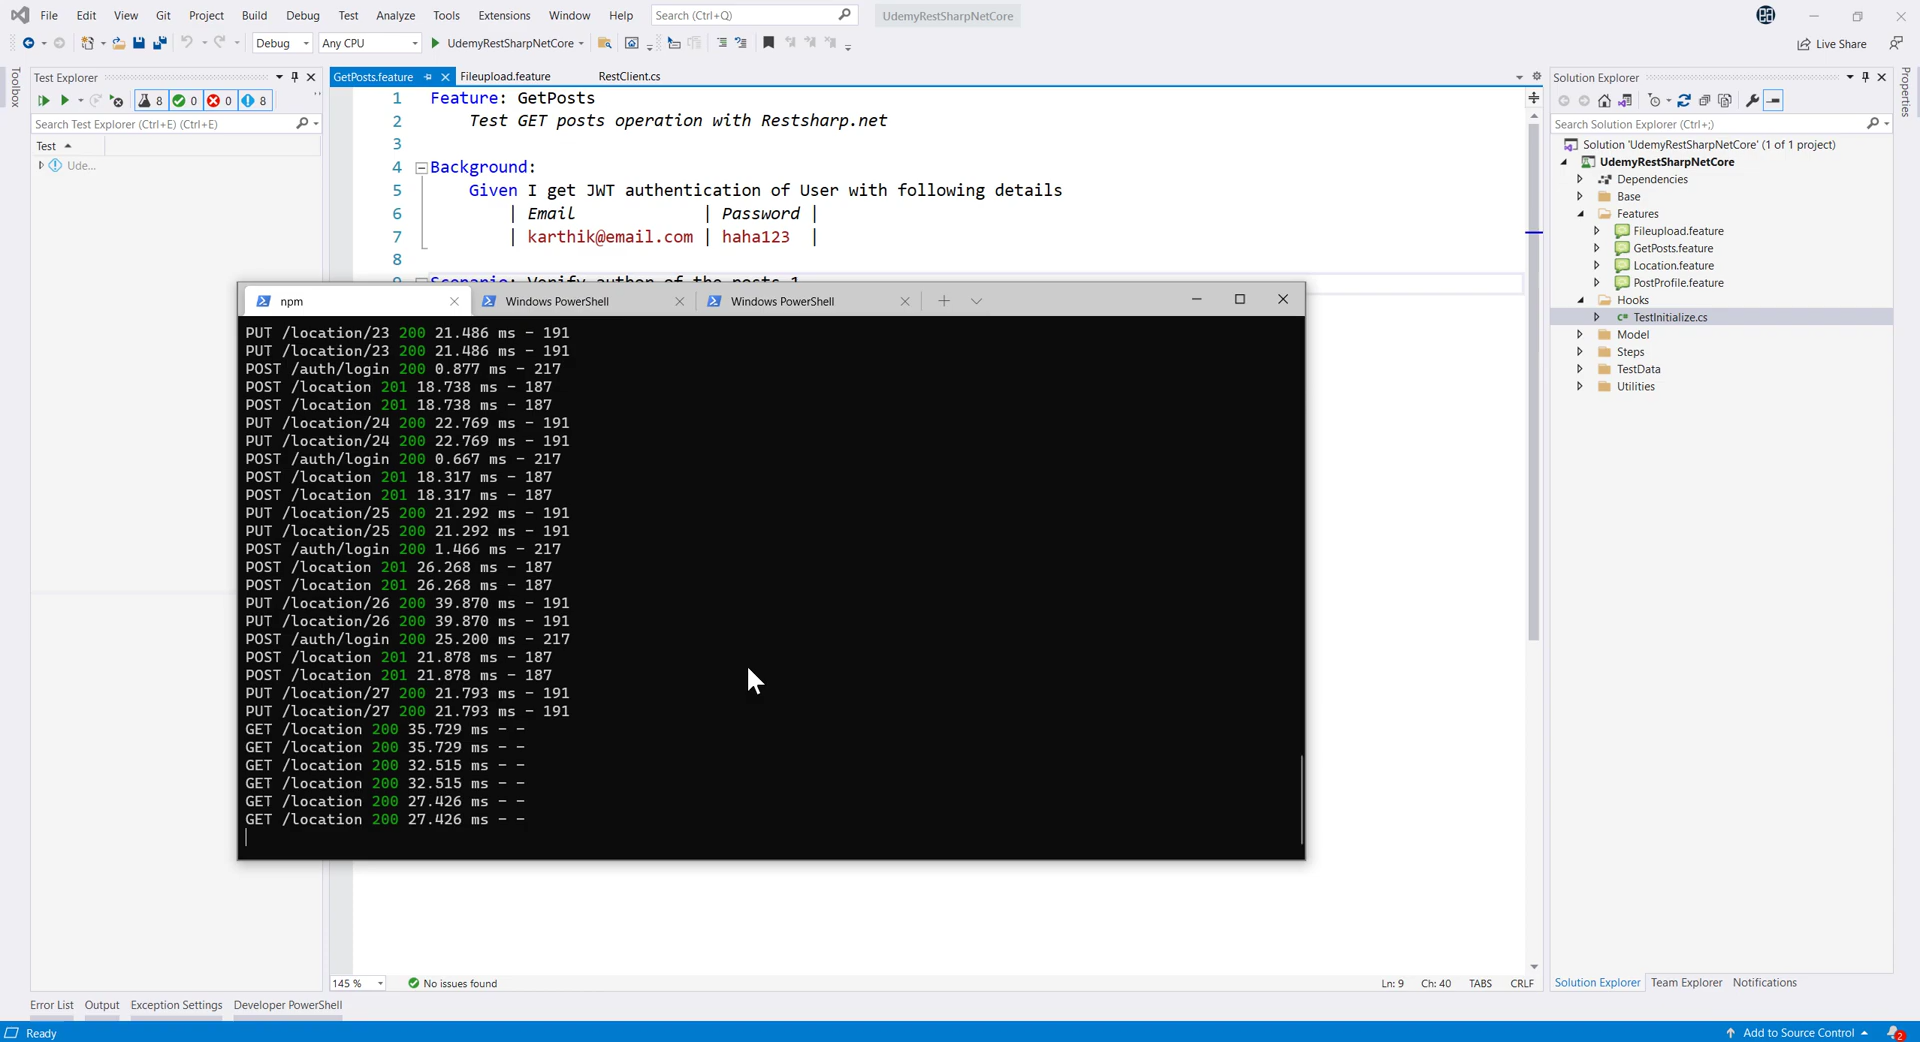 File Edit View Git Project Build Debug Test Analyze Tools Extensions Window Help Search (Ctrl+Q) UdemyRestSharpNetCore
Debug Any CPU UdemyRestSharpNetCore Live Share
Toolbox
Test Explorer
8 0 0 8
Search Test Explorer (Ctrl+E) (Ctrl+E)
Test
Ude...
GetPosts.feature Fileupload.feature RestClient.cs
1 Feature: GetPosts
2 Test GET posts operation with Restsharp.net
3
4 Background:
5 Given I get JWT authentication of User with following details
6 | Email | Password |
7 | karthik@email.com | haha123 |
8
9 Scenario: Verify author of the posts 1
npm Windows PowerShell Windows PowerShell
PUT /location/23 200 21.486 ms - 191
PUT /location/23 200 21.486 ms - 191
POST /auth/login 200 0.877 ms - 217
POST /location 201 18.738 ms - 187
POST /location 201 18.738 ms - 187
PUT /location/24 200 22.769 ms - 191
PUT /location/24 200 22.769 ms - 191
POST /auth/login 200 0.667 ms - 217
POST /location 201 18.317 ms - 187
POST /location 201 18.317 ms - 187
PUT /location/25 200 21.292 ms - 191
PUT /location/25 200 21.292 ms - 191
POST /auth/login 200 1.466 ms - 217
POST /location 201 26.268 ms - 187
POST /location 201 26.268 ms - 187
PUT /location/26 200 39.870 ms - 191
PUT /location/26 200 39.870 ms - 191
POST /auth/login 200 25.200 ms - 217
POST /location 201 21.878 ms - 187
POST /location 201 21.878 ms - 187
PUT /location/27 200 21.793 ms - 191
PUT /location/27 200 21.793 ms - 191
GET /location 200 35.729 ms - -
GET /location 200 35.729 ms - -
GET /location 200 32.515 ms - -
GET /location 200 32.515 ms - -
GET /location 200 27.426 ms - -
GET /location 200 27.426 ms - -
145 % No issues found Ln: 9 Ch: 40 TABS CRLF
Solution Explorer
Search Solution Explorer (Ctrl+;)
Solution 'UdemyRestSharpNetCore' (1 of 1 project)
UdemyRestSharpNetCore
Dependencies
Base
Features
Fileupload.feature
GetPosts.feature
Location.feature
PostProfile.feature
Hooks
C# TestInitialize.cs
Model
Steps
TestData
Utilities
Solution Explorer Team Explorer Notifications
Properties
Error List Output Exception Settings Developer PowerShell
Ready Add to Source Control 2